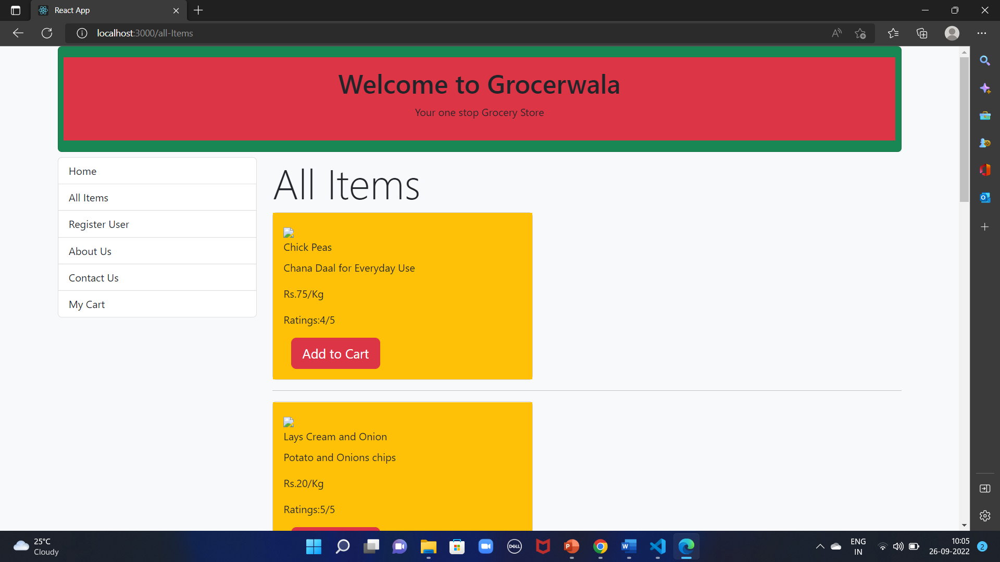 React App
localhost:3000/all-Items
Welcome to Grocerwala
Your one stop Grocery Store
Home
All Items
Register User
About Us
Contact Us
My Cart
All Items
Chick Peas
Chana Daal for Everyday Use
Rs.75/Kg
Ratings:4/5
Add to Cart
Lays Cream and Onion
Potato and Onions chips
Rs.20/Kg
Ratings:5/5
25°C
Cloudy
DELL
ENG
IN
10:05
26-09-2022
2